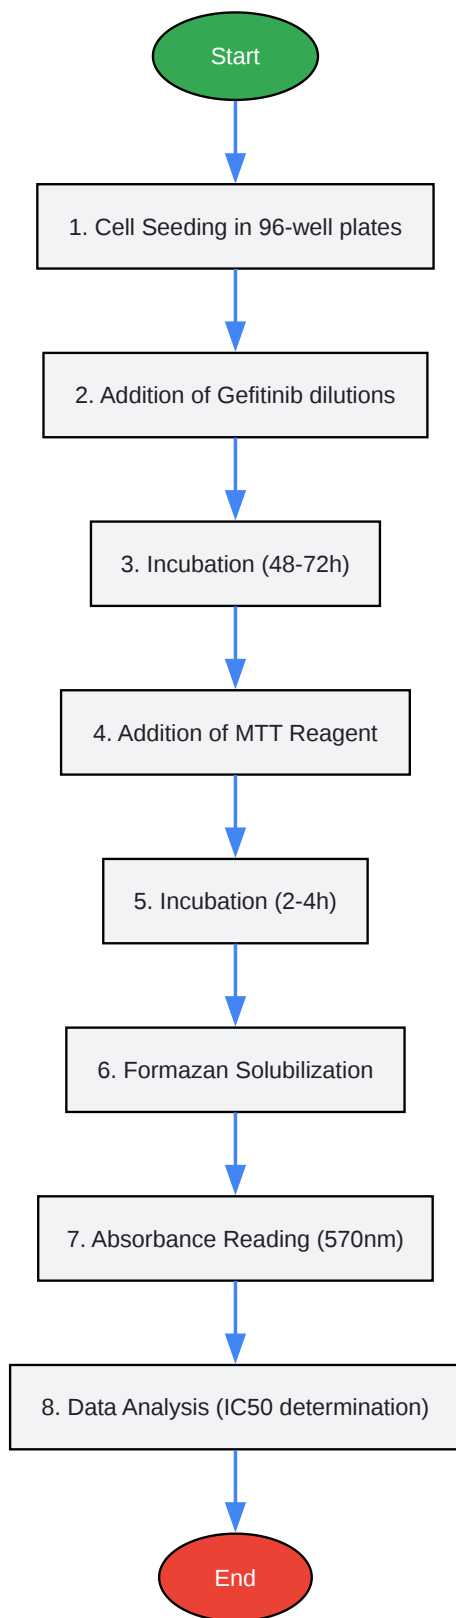 Start
1. Cell Seeding in 96-well plates
2. Addition of Gefitinib dilutions
3. Incubation (48-72h)
4. Addition of MTT Reagent
5. Incubation (2-4h)
6. Formazan Solubilization
7. Absorbance Reading (570nm)
8. Data Analysis (IC50 determination)
End